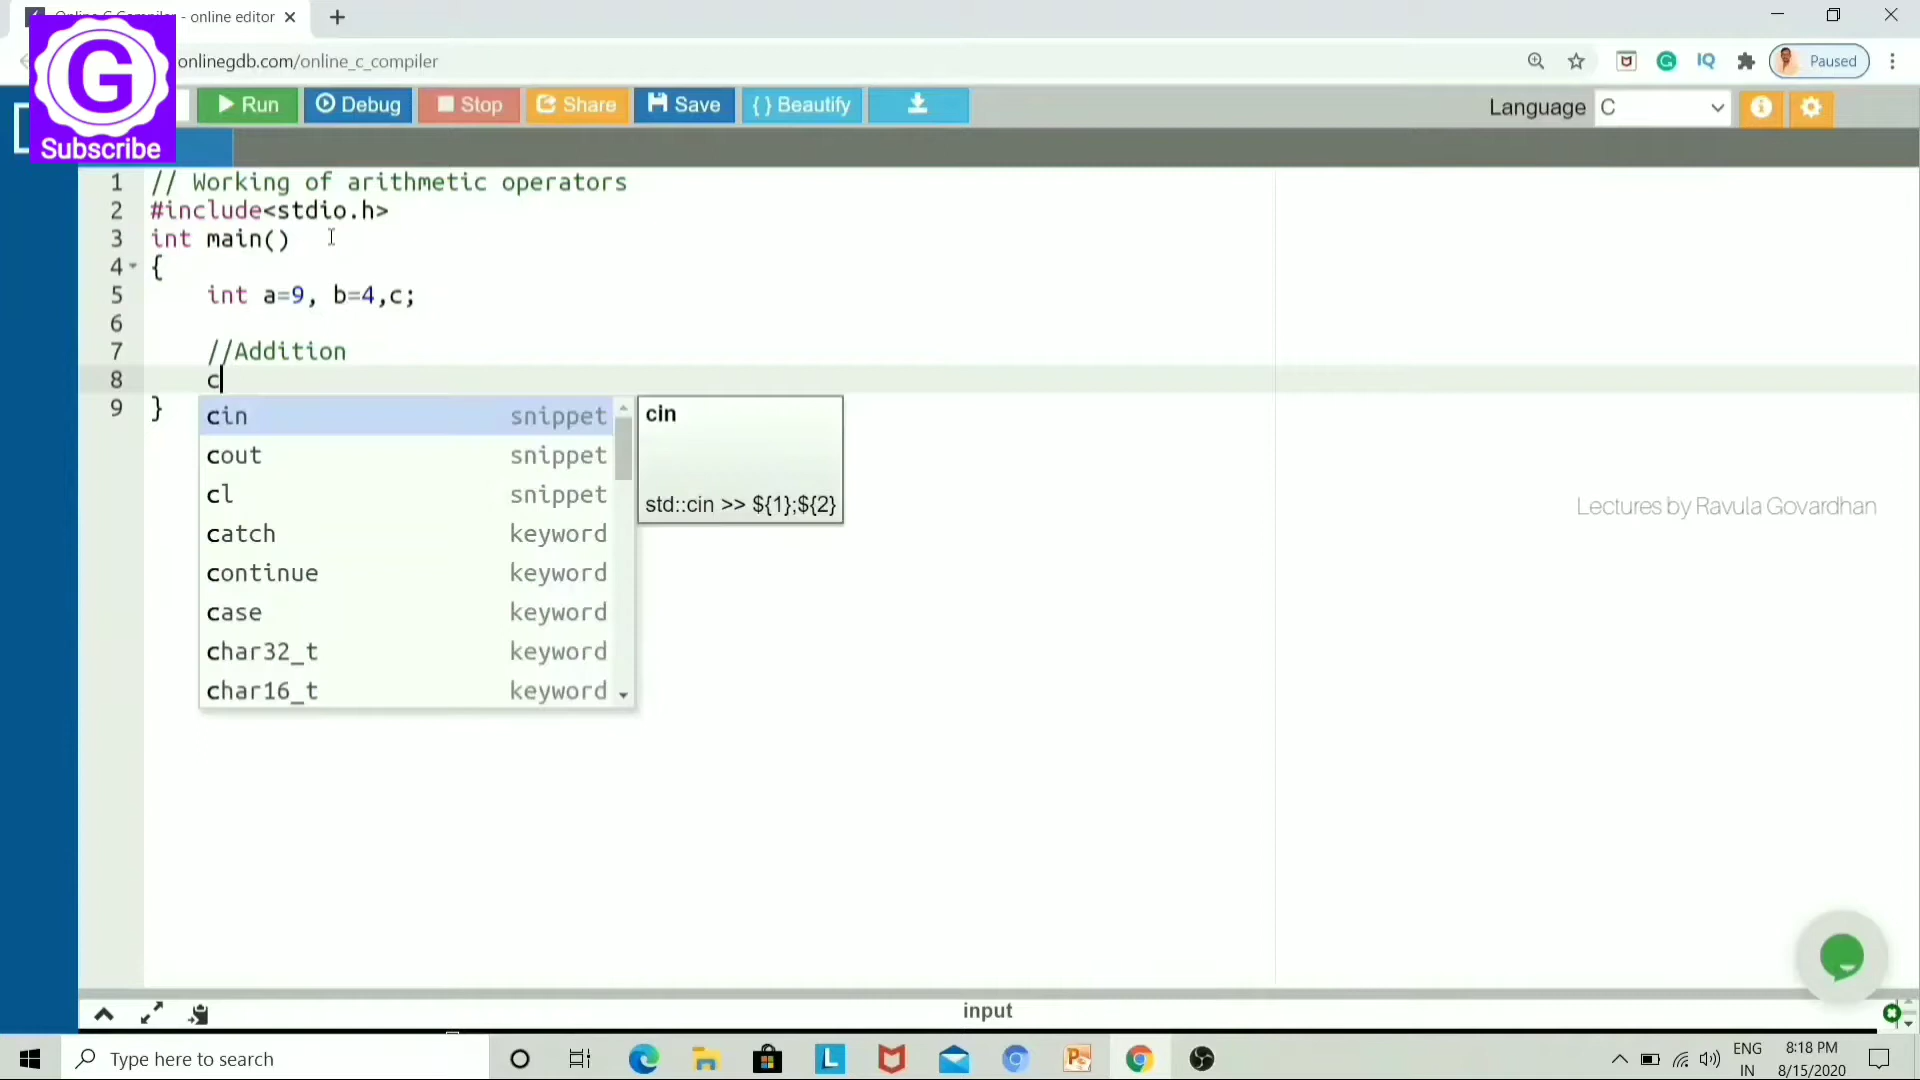 - online editor
onlinegdb.com/online_c_compiler
Paused
G
Subscribe
Run
Debug
Stop
Share
Save
{ } Beautify
Language
C
1 // Working of arithmetic operators
2 #include<stdio.h>
3 int main()
4 {
5 int a=9, b=4,c;
6
7 //Addition
8 c
9 }
cin snippet
cout snippet
cl snippet
catch keyword
continue keyword
case keyword
char32_t keyword
char16_t keyword
cin
std::cin >> ${1};${2}
Lectures by Ravula Govardhan
input
Type here to search
ENG
IN
8:18 PM
8/15/2020